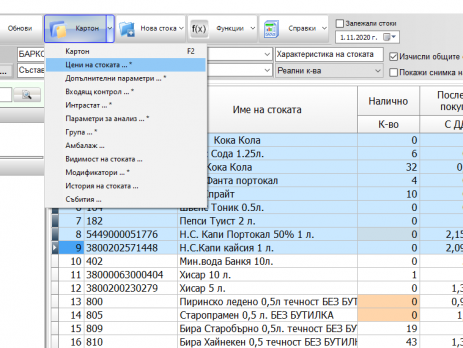 Обнови Картон Нова стока f(x) Функции Справки Залежали стоки
1.11.2020 г.
БАРКО Характеристика на стоката Изчисли общите
... Състав Реални к-ва Покажи снимка н
Картон F2
Цени на стоката ... *
Допълнителни параметри ... *
Входящ контрол ... *
Интрастат ... *
Параметри за анализ ... *
Група ... *
Амбалаж ...
Видимост на стоката ...
Модификатори ... *
История на стоката ...
Събития ...
Име на стоката Налично После
покуп
К-во С ДД
Кока Кола 0
Сода 1.25л. 6
Кока Кола 32 0
Фанта портокал 4
Спрайт 10
Швепс Тоник 0.5л. 0
7 182 Пепси Туист 2 л. 0
8 5449000051776 Н.С. Капи Портокал 50% 1 л. 0 2,15
9 3800202571448 Н.С.Капи кайсия 1 л. 0 2,09
10 402 Мин.вода Банкя 10л. 0
11 38000063000404 Хисар 10 л. 1
12 3800200230279 Хисар 5 л. 0 1,3
13 800 Пиринско ледено 0,5л течност БЕЗ БУТИ 0 0,9
14 805 Старопрамен 0,5 л. БЕЗ БУТИЛКА 0 1
15 809 Бира Старобърно 0,5л. течност БЕЗ БУТ 19
16 810 Бира Хайнекен 0,5 течност БЕЗ БУТИЛ 43 1,3